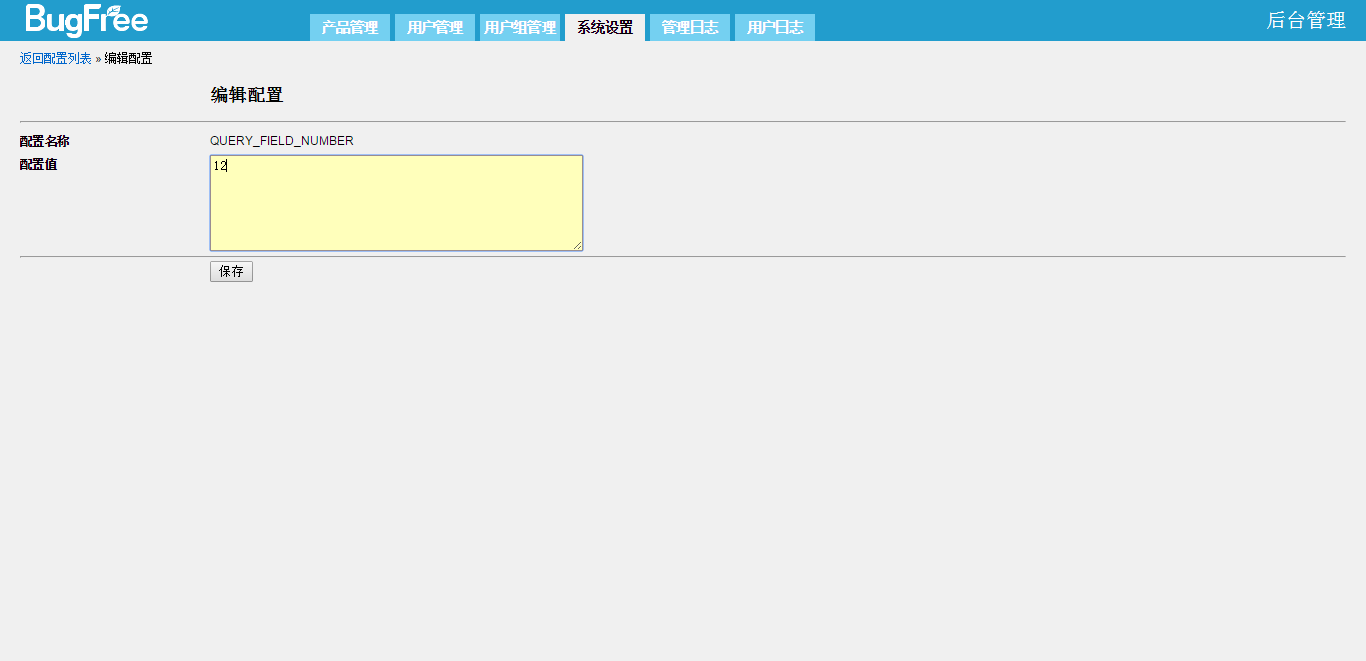 BugFree
产品管理 用户管理 用户组管理 系统设置 管理日志 用户日志 后台管理
返回配置列表 » 编辑配置
编辑配置
配置名称 QUERY_FIELD_NUMBER
配置值 12
保存